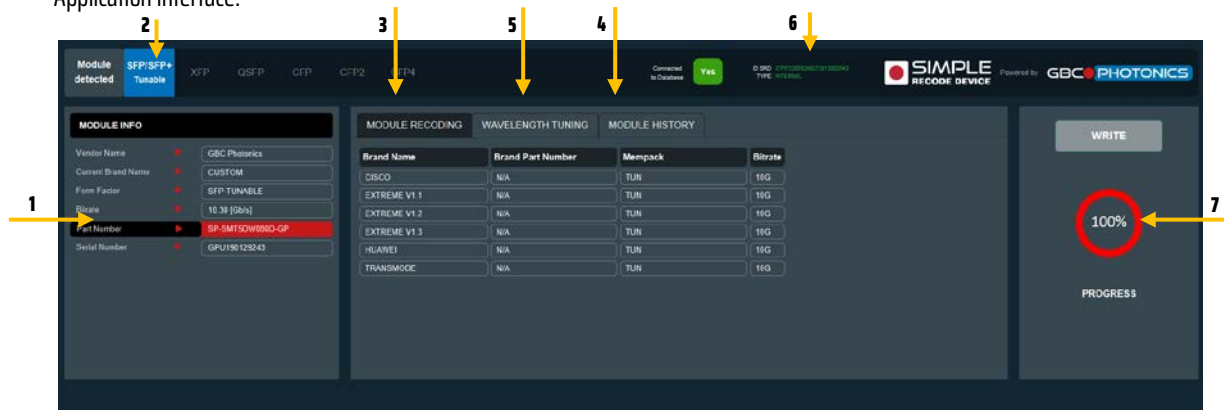 Application Interface.
2 3 5 4 6
Module detected SFP/SFP+ Tunable XFP QSFP CFP CFP2 CFP4 Connected to Database Yes ID SRD TYPE INTERNAL SIMPLE RECODE DEVICE Powered by GBC PHOTONICS
MODULE INFO
Vendor Name GBC Photonics
Current Brand Name CUSTOM
Form Factor SFP-TUNABLE
Bitrate 10.30 [Gb/s]
1
Part Number
Serial Number GPU190129243
MODULE RECODING WAVELENGTH TUNING MODULE HISTORY
Brand Name Brand Part Number Mempack Bitrate
CISCO N/A TUN 10G
EXTREME V1.1 N/A TUN 10G
EXTREME V1.2 N/A TUN 10G
EXTREME V1.3 N/A TUN 10G
HUAWEI N/A TUN 10G
TRANSMODE N/A TUN 10G
WRITE
100%
7
PROGRESS